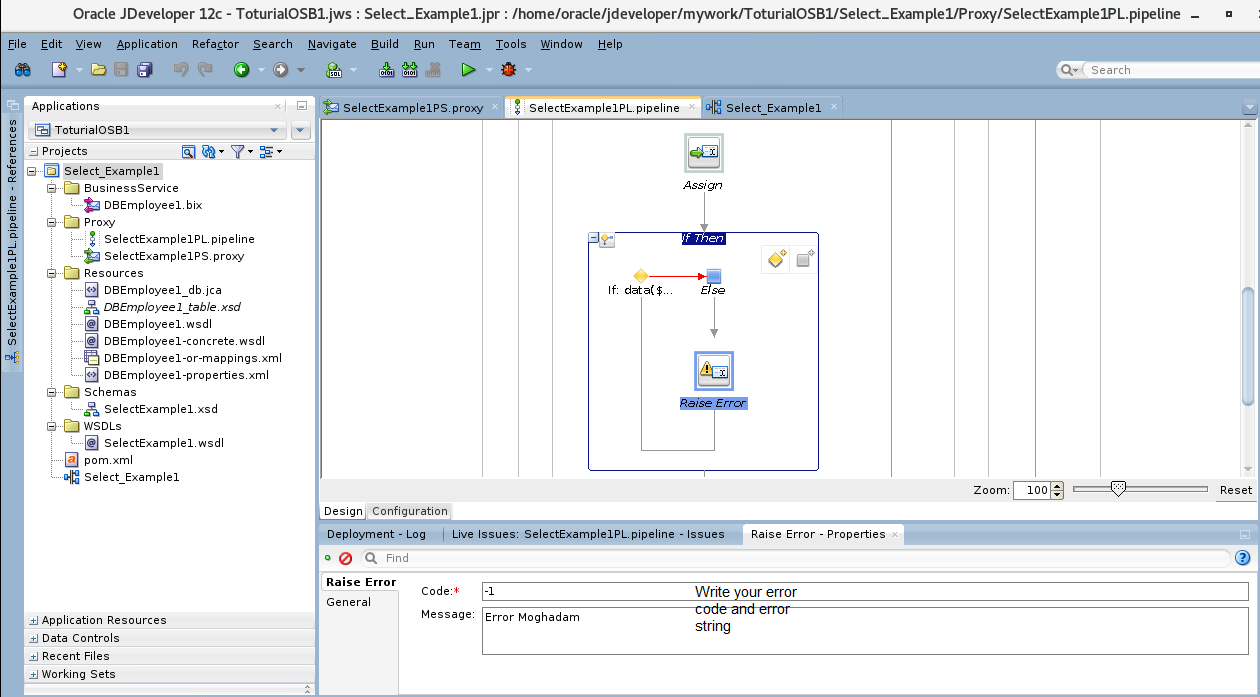 Oracle JDeveloper 12c - ToturialOSB1.jws : Select_Example1.jpr : /home/oracle/jdeveloper/mywork/ToturialOSB1/Select_Example1/Proxy/SelectExample1PL.pipeline
File Edit View Application Refactor Search Navigate Build Run Team Tools Window Help
Search
SelectExample1PL.pipeline - References
Applications
ToturialOSB1
Projects
Select_Example1
BusinessService
DBEmployee1.bix
Proxy
SelectExample1PL.pipeline
SelectExample1PS.proxy
Resources
DBEmployee1_db.jca
DBEmployee1_table.xsd
DBEmployee1.wsdl
DBEmployee1-concrete.wsdl
DBEmployee1-or-mappings.xml
DBEmployee1-properties.xml
Schemas
SelectExample1.xsd
WSDLs
SelectExample1.wsdl
pom.xml
Select_Example1
Application Resources
Data Controls
Recent Files
Working Sets
SelectExample1PS.proxy SelectExample1PL.pipeline Select_Example1
Assign
If Then
If: data($... Else
Raise Error
Zoom: 100 Reset
Design Configuration
Deployment - Log Live Issues: SelectExample1PL.pipeline - Issues Raise Error - Properties
Find
Raise Error
General
Code:* -1
Message: Error Moghadam
Write your error
code and error
string